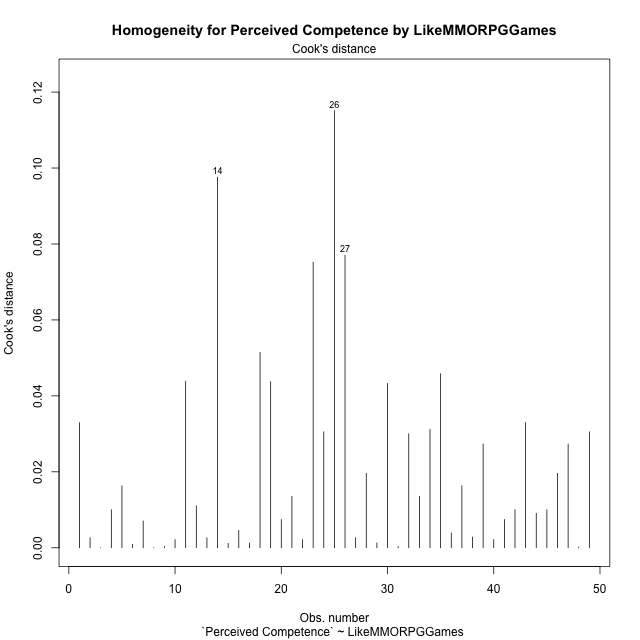 Homogeneity for Perceived Competence by LikeMMORPGGames
Cook's distance
0.12
0.10
0.08
0.06
0.04
0.02
0.00
Cook's distance
26
14
27
0 10 20 30 40 50
Obs. number
`Perceived Competence` ~ LikeMMORPGGames